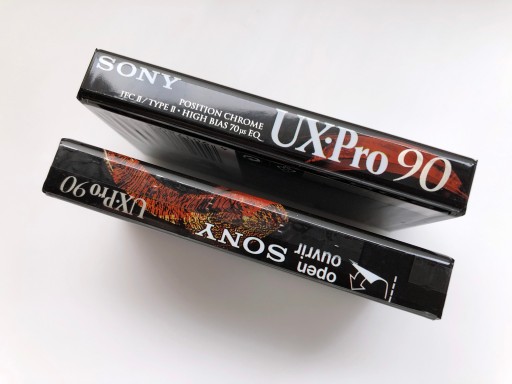 SONY
POSITION CHROME
IEC II/TYPE II • HIGH BIAS 70µs EQ
UX·Pro 90
UX·Pro 90
SONY
open
ouvrir